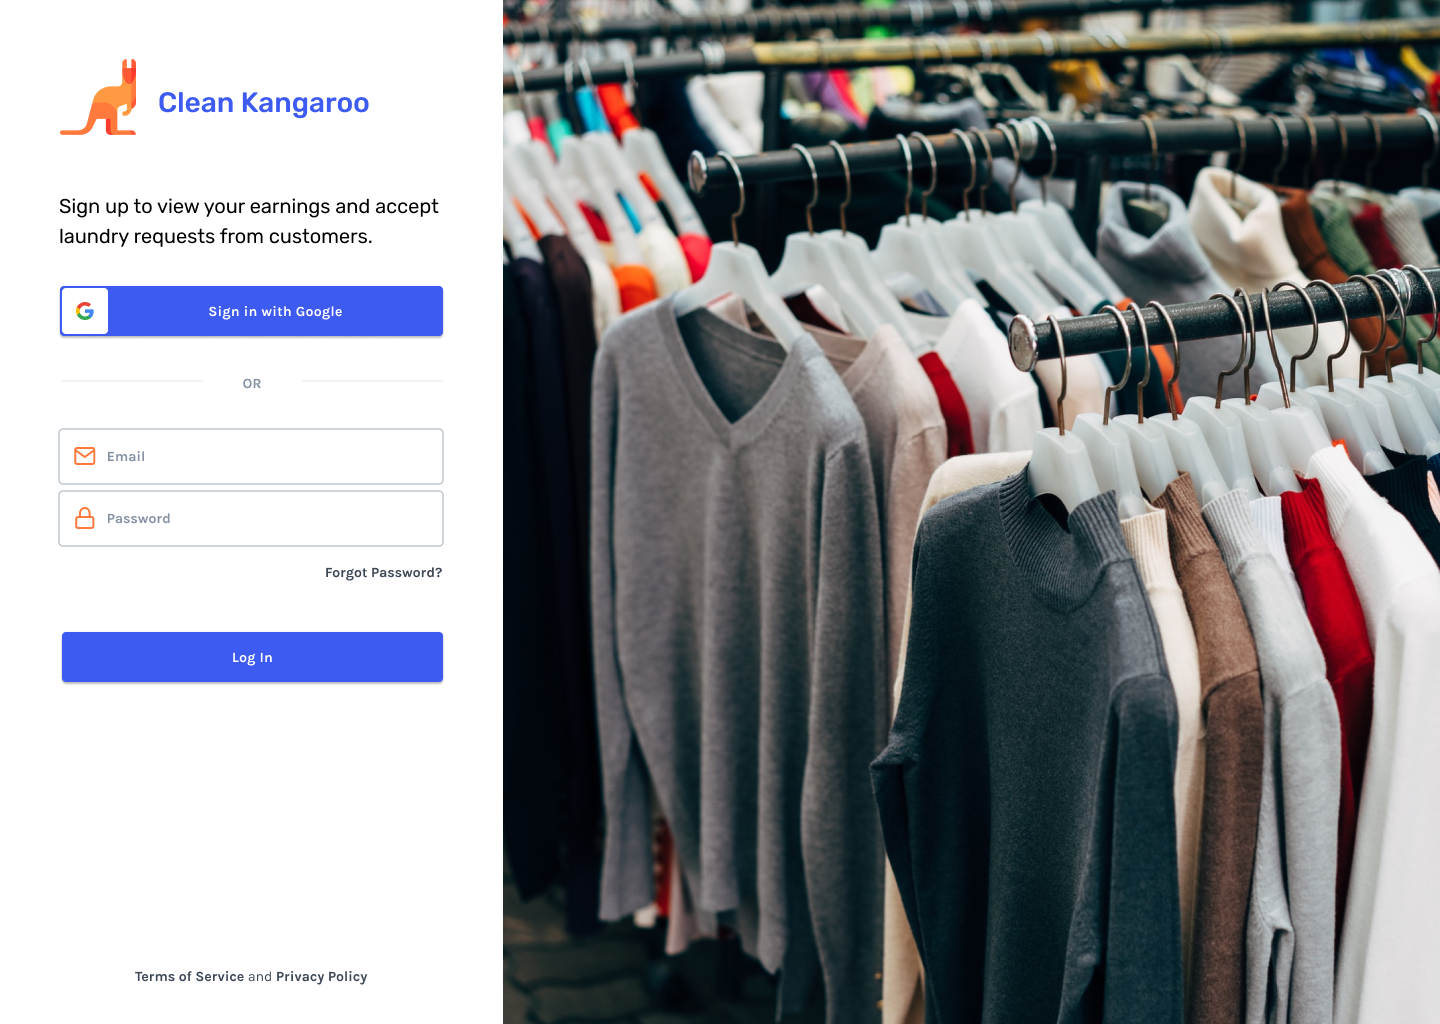 Clean Kangaroo
Sign up to view your earnings and accept
laundry requests from customers.
Sign in with Google
OR
Email
Password
Forgot Password?
Log In
Terms of Service and Privacy Policy